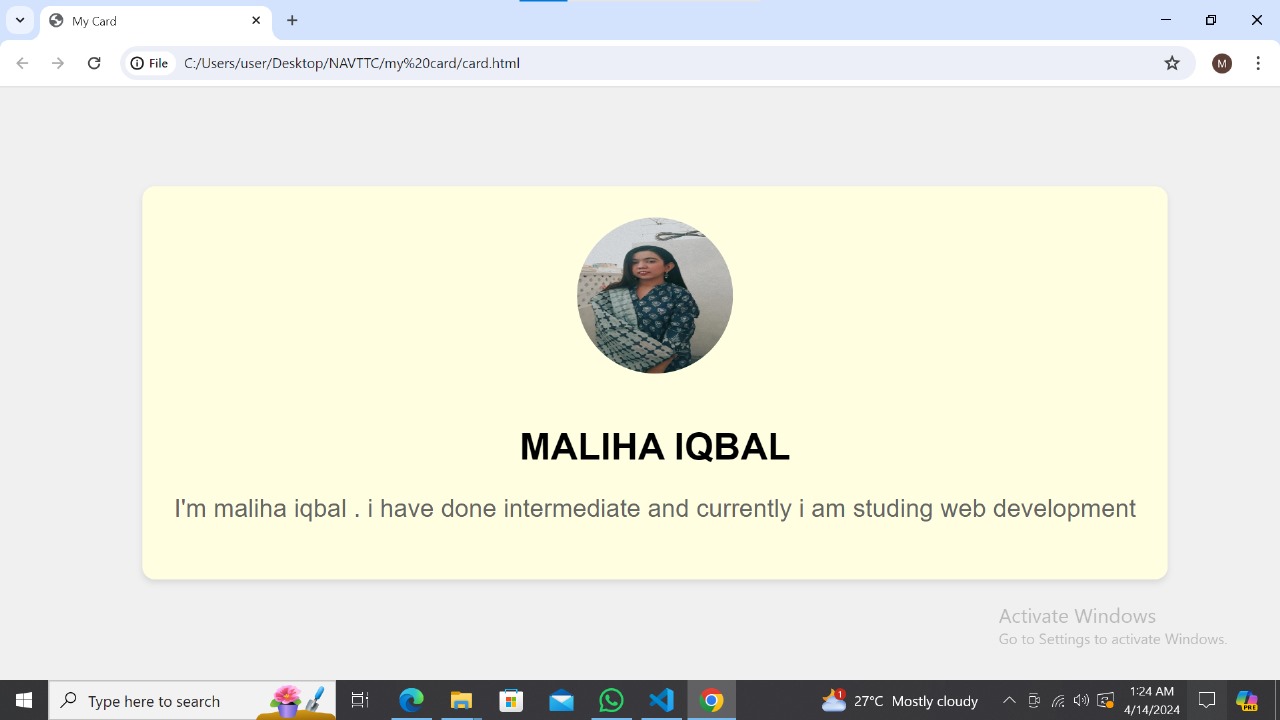 My Card
File
C:/Users/user/Desktop/NAVTTC/my%20card/card.html
M
MALIHA IQBAL
I'm maliha iqbal . i have done intermediate and currently i am studing web development
Activate Windows
Go to Settings to activate Windows.
Type here to search
1
27°C Mostly cloudy
1:24 AM
4/14/2024
PRE